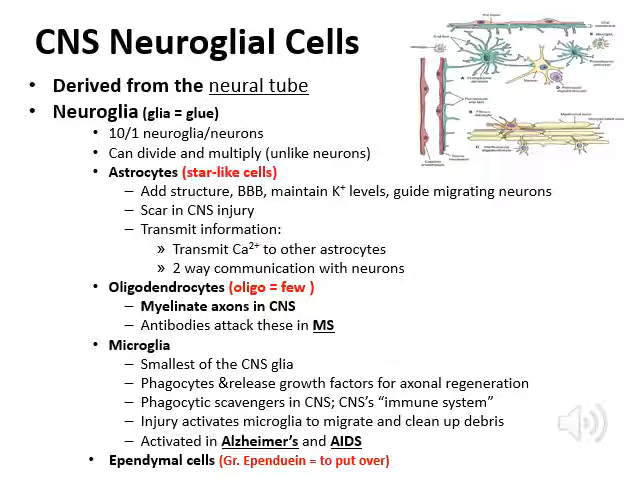 CNS Neuroglial Cells
• Derived from the neural tube
• Neuroglia (glia = glue)
• 10/1 neuroglia/neurons
• Can divide and multiply (unlike neurons)
• Astrocytes (star-like cells)
– Add structure, BBB, maintain K+ levels, guide migrating neurons
– Scar in CNS injury
– Transmit information:
» Transmit Ca2+ to other astrocytes
» 2 way communication with neurons
• Oligodendrocytes (oligo = few )
– Myelinate axons in CNS
– Antibodies attack these in MS
• Microglia
– Smallest of the CNS glia
– Phagocytes &release growth factors for axonal regeneration
– Phagocytic scavengers in CNS; CNS's “immune system”
– Injury activates microglia to migrate and clean up debris
– Activated in Alzheimer's and AIDS
• Ependymal cells (Gr. Ependuein = to put over)